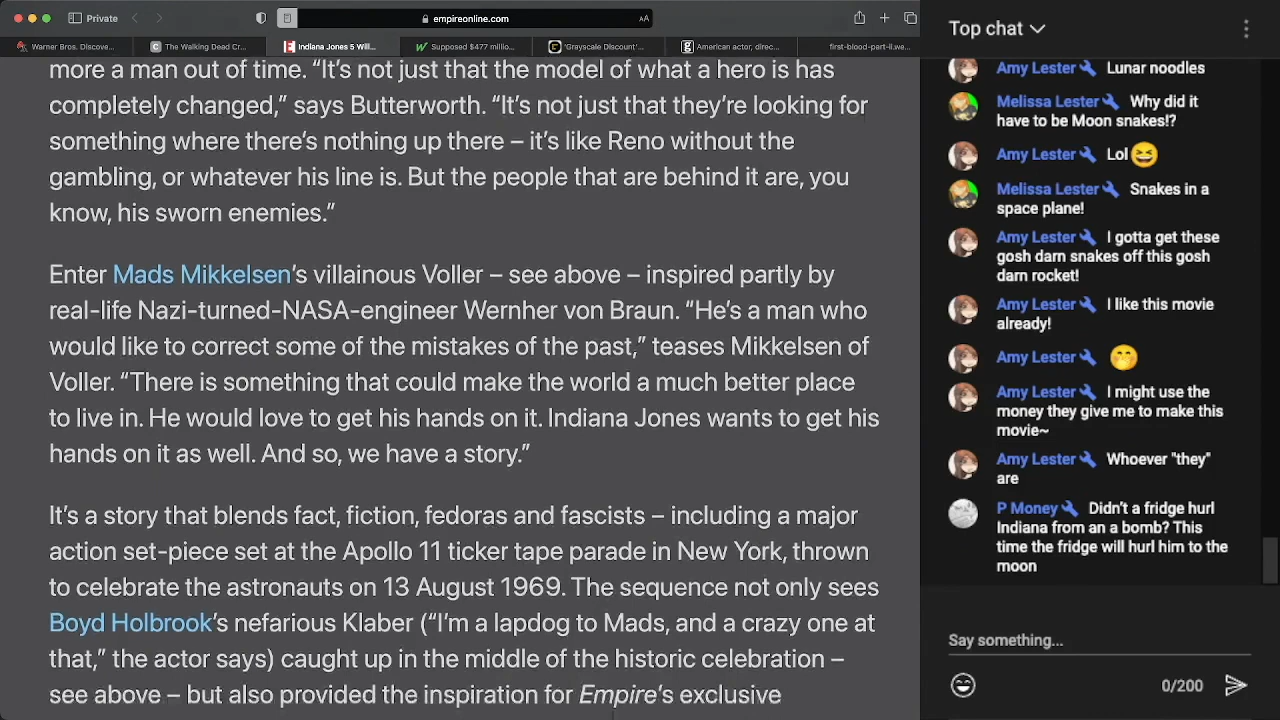 Private
empireonline.com
AA
Warner Bros. Discove...
The Walking Dead Cr...
Indiana Jones 5 Will...
Supposed $477 millio...
'Grayscale Discount'...
American actor, direc...
first-blood-part-ii.we...
more a man out of time. “It’s not just that the model of what a hero is has
completely changed,” says Butterworth. “It’s not just that they’re looking for
something where there’s nothing up there – it’s like Reno without the
gambling, or whatever his line is. But the people that are behind it are, you
know, his sworn enemies.”
Enter Mads Mikkelsen’s villainous Voller – see above – inspired partly by
real-life Nazi-turned-NASA-engineer Wernher von Braun. “He’s a man who
would like to correct some of the mistakes of the past,” teases Mikkelsen of
Voller. “There is something that could make the world a much better place
to live in. He would love to get his hands on it. Indiana Jones wants to get his
hands on it as well. And so, we have a story.”
It’s a story that blends fact, fiction, fedoras and fascists – including a major
action set-piece set at the Apollo 11 ticker tape parade in New York, thrown
to celebrate the astronauts on 13 August 1969. The sequence not only sees
Boyd Holbrook’s nefarious Klaber (“I’m a lapdog to Mads, and a crazy one at
that,” the actor says) caught up in the middle of the historic celebration –
see above – but also provided the inspiration for Empire’s exclusive
Top chat
Amy Lester Lunar noodles
Melissa Lester Why did it
have to be Moon snakes!?
Amy Lester Lol😆
Melissa Lester Snakes in a
space plane!
Amy Lester I gotta get these
gosh darn snakes off this gosh
darn rocket!
Amy Lester I like this movie
already!
Amy Lester 🤭
Amy Lester I might use the
money they give me to make this
movie~
Amy Lester Whoever "they"
are
P Money Didn't a fridge hurl
Indiana from an a bomb? This
time the fridge will hurl him to the
moon
Say something...
0/200